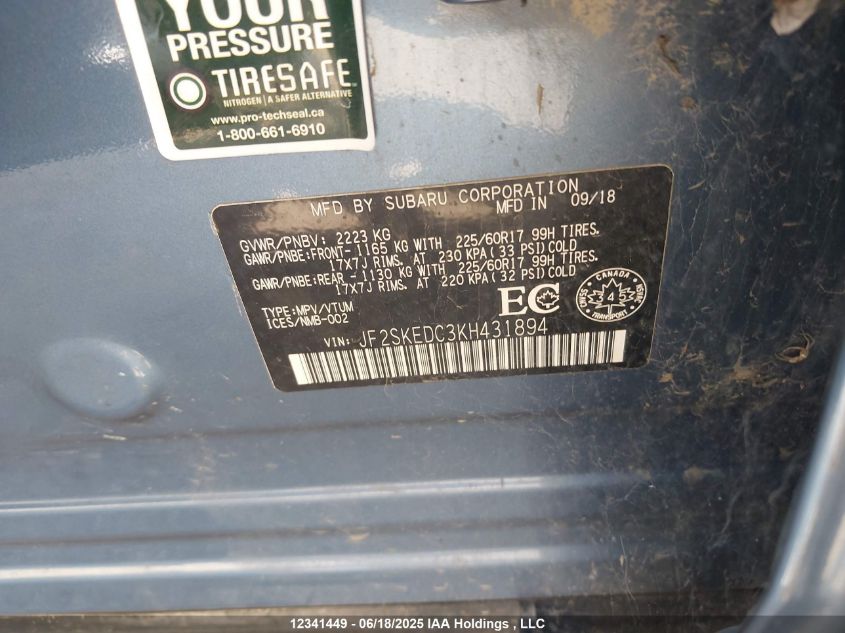 YOUR
PRESSURE
TIRESAFE
NITROGEN | A SAFER ALTERNATIVE
www.pro-techseal.ca
1-800-661-6910
MFD BY SUBARU CORPORATION
MFD IN 09/18
GVWR/PNBV: 2223 KG
GAWR/PNBE:FRONT- 1165 KG WITH 225/60R17 99H TIRES.
17X7J RIMS. AT 230 KPA(33 PSI)COLD
GAWR/PNBE:REAR - 1130 KG WITH 225/60R17 99H TIRES.
17X7J RIMS. AT 220 KPA(32 PSI)COLD
TYPE:MPV/VTUM
ICES/NMB-002
EC
CANADA
345
TRANSPORT
VIN: JF2SKEDC3KH431894
12341449 - 06/18/2025 IAA Holdings , LLC